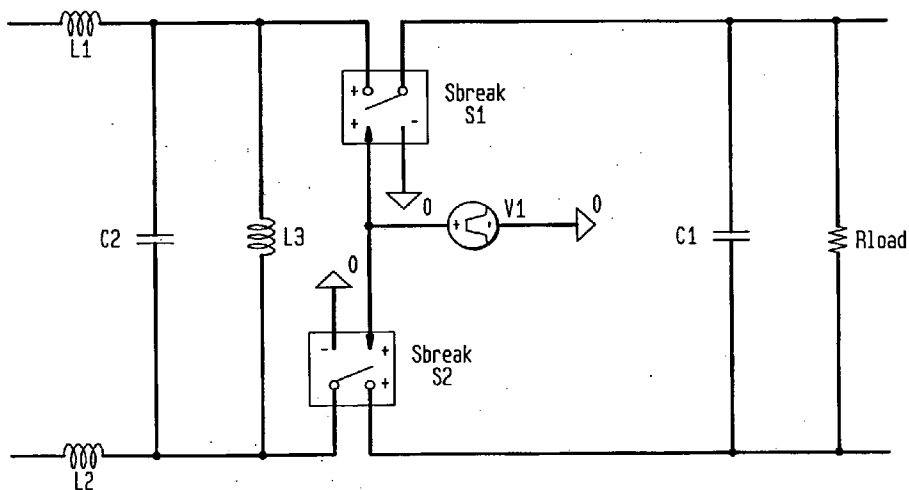 L1
+
+ -
Sbreak
S1
0
V1
+ -
0
C2
L3
C1
Rload
0
- +
+
Sbreak
S2
L2